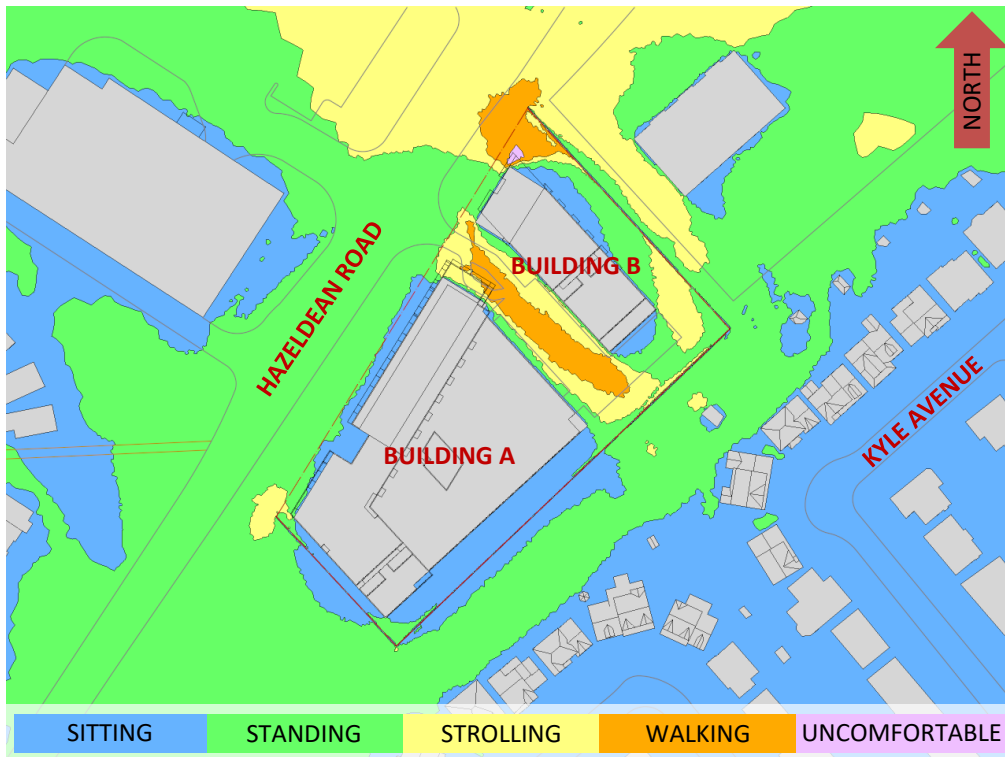 NORTH
HAZELDEAN ROAD
BUILDING B
BUILDING A
KYLE AVENUE
SITTING
STANDING
STROLLING
WALKING
UNCOMFORTABLE